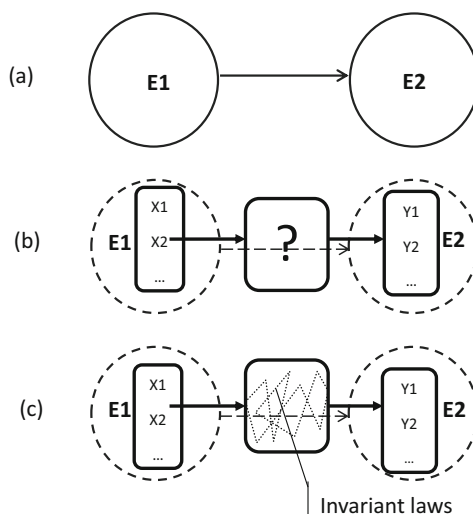 (a) E1 E2
X1 Y1
(b) E1 X2 ? Y2 E2
... ...
X1 Y1
(c) E1 X2 Y2 E2
... ...
Invariant laws